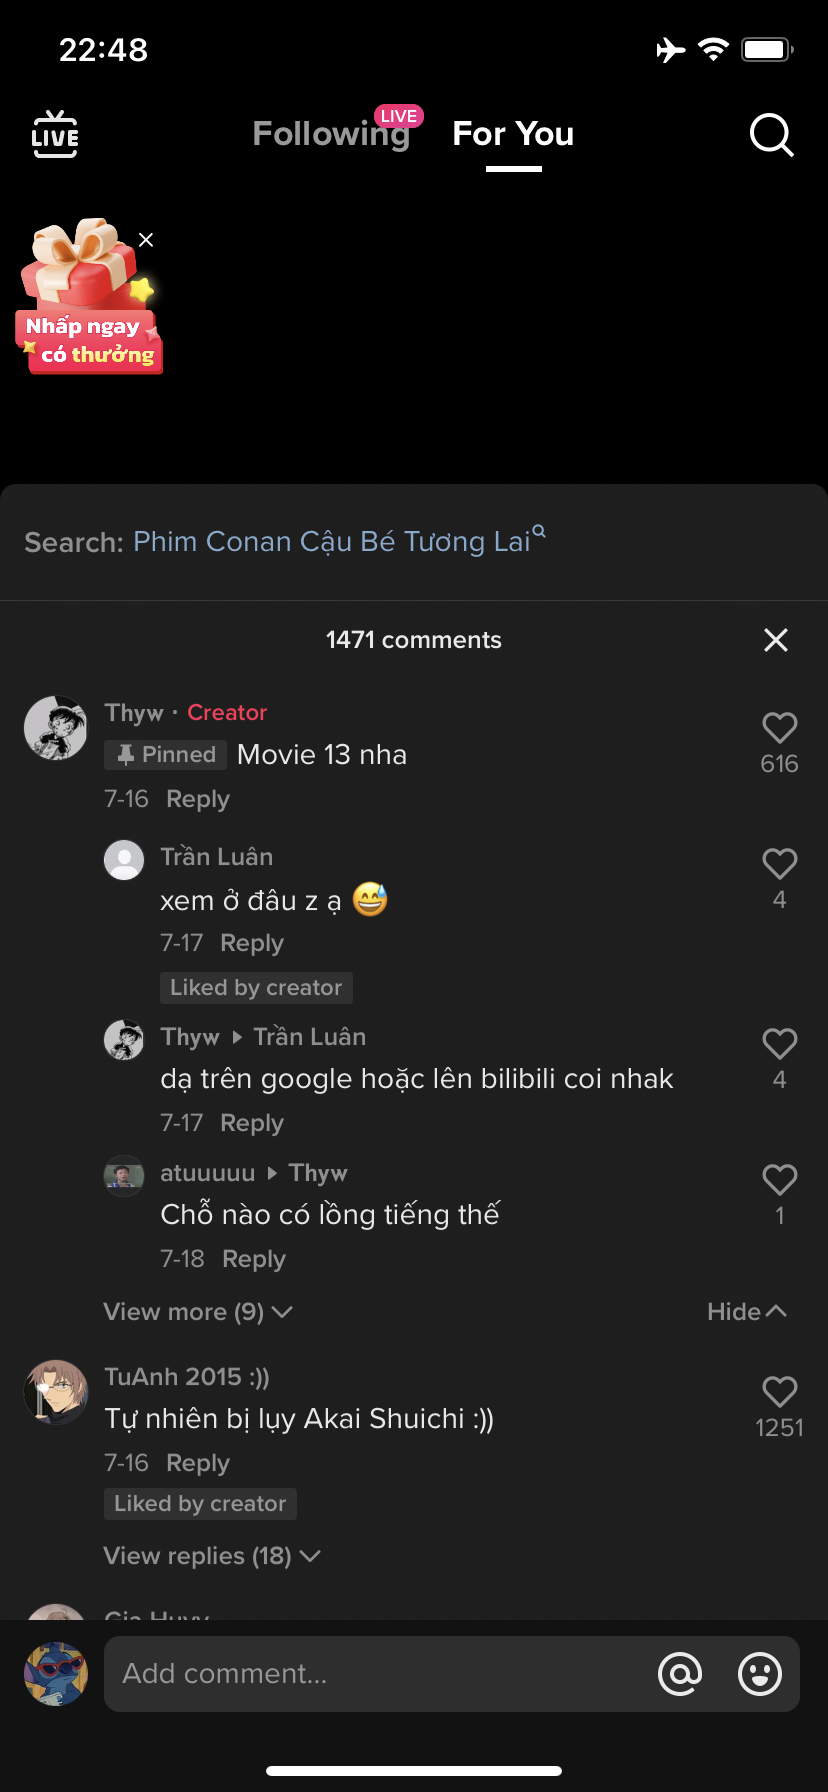 22:48
LIVE
Following
LIVE
For You
Nhấp ngay
có thưởng
Search: Phim Conan Cậu Bé Tương Lai
1471 comments
Thyw · Creator
Pinned Movie 13 nha
616
7-16 Reply
Trần Luân
xem ở đâu z ạ 😅
4
7-17 Reply
Liked by creator
Thyw Trần Luân
dạ trên google hoặc lên bilibili coi nhak
4
7-17 Reply
atuuuuu Thyw
Chỗ nào có lồng tiếng thế
1
7-18 Reply
View more (9)
Hide
TuAnh 2015 :))
Tự nhiên bị lụy Akai Shuichi :))
1251
7-16 Reply
Liked by creator
View replies (18)
Add comment...